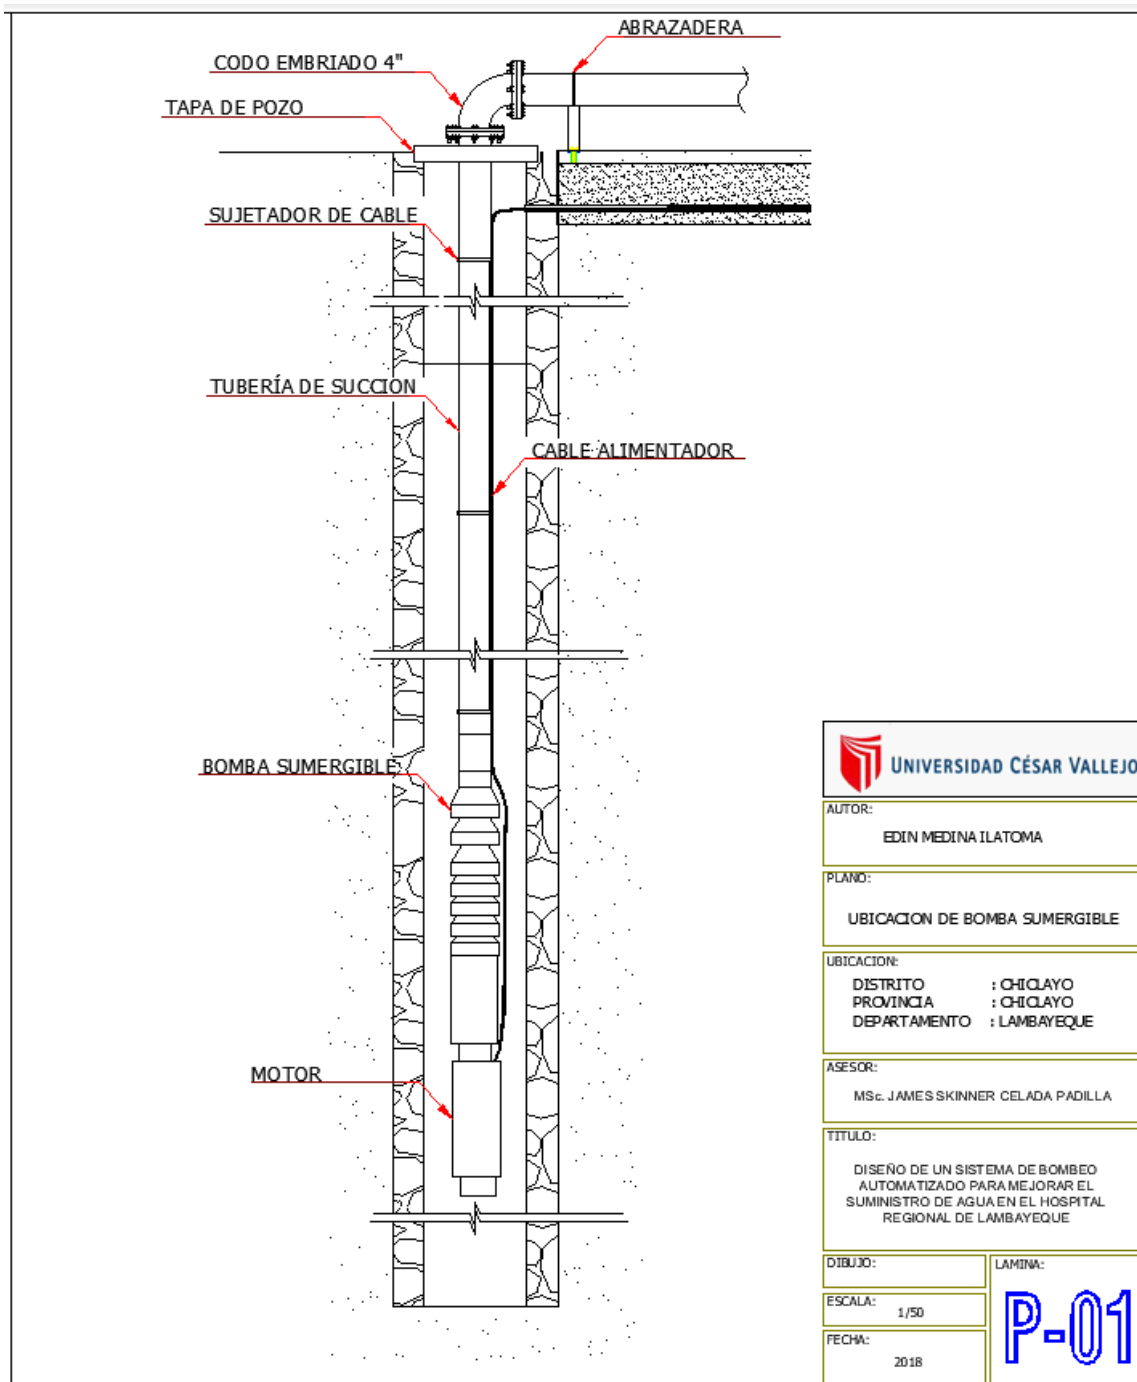 ABRAZADERA
CODO EMBRIADO 4"
TAPA DE POZO
SUJETADOR DE CABLE
TUBERÍA DE SUCCION
CABLE ALIMENTADOR
BOMBA SUMERGIBLE
MOTOR
UNIVERSIDAD CÉSAR VALLEJO
AUTOR:
EDIN MEDINA ILATOMA
PLANO:
UBICACION DE BOMBA SUMERGIBLE
UBICACION:
DISTRITO : CHICLAYO
PROVINCIA : CHICLAYO
DEPARTAMENTO : LAMBAYEQUE
ASESOR:
MSc. JAMES SKINNER CELADA PADILLA
TITULO:
DISEÑO DE UN SISTEMA DE BOMBEO
AUTOMATIZADO PARA MEJORAR EL
SUMINISTRO DE AGUA EN EL HOSPITAL
REGIONAL DE LAMBAYEQUE
DIBUJO:
LAMINA:
ESCALA:
1/50
P-01
FECHA:
2018